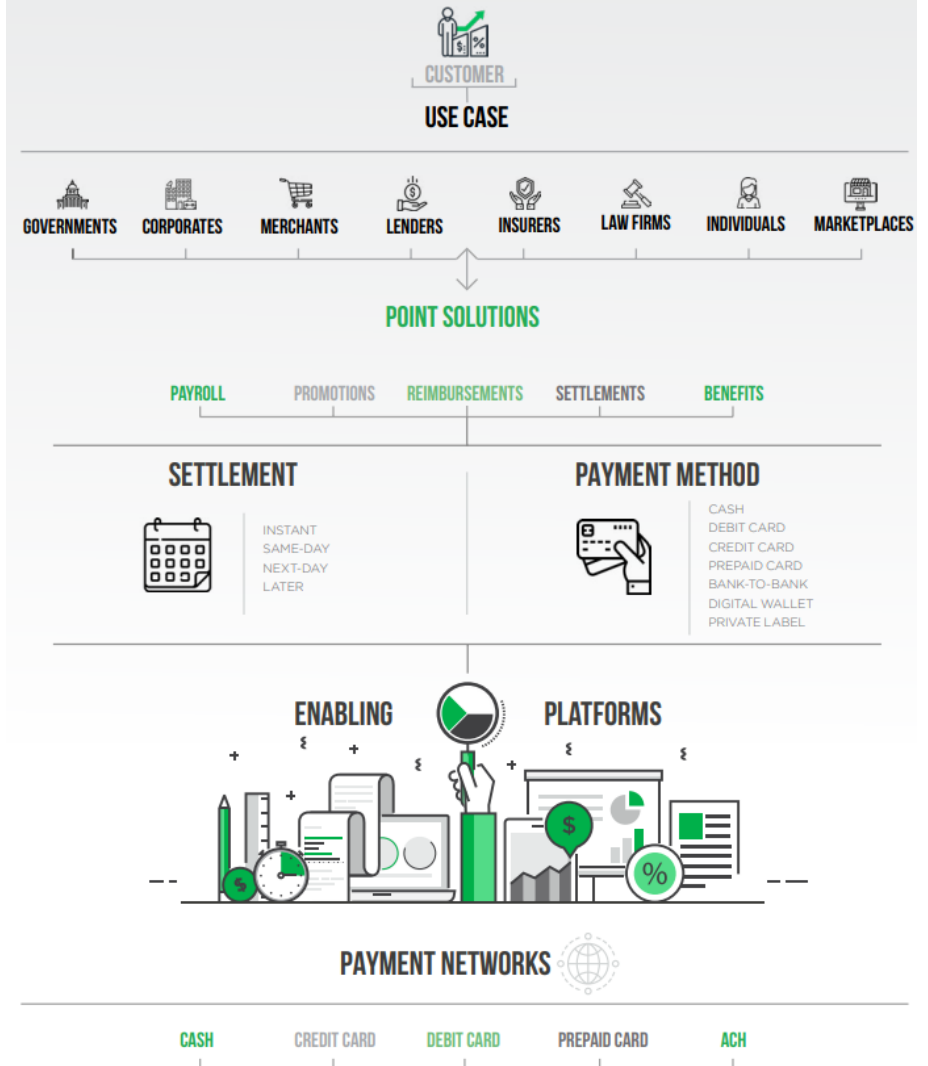 CUSTOMER
USE CASE
GOVERNMENTS CORPORATES MERCHANTS LENDERS INSURERS LAW FIRMS INDIVIDUALS MARKETPLACES
POINT SOLUTIONS
PAYROLL PROMOTIONS REIMBURSEMENTS SETTLEMENTS BENEFITS
SETTLEMENT
INSTANT
SAME-DAY
NEXT-DAY
LATER
PAYMENT METHOD
CASH
DEBIT CARD
CREDIT CARD
PREPAID CARD
BANK-TO-BANK
DIGITAL WALLET
PRIVATE LABEL
ENABLING PLATFORMS
$
$
%
PAYMENT NETWORKS
CASH CREDIT CARD DEBIT CARD PREPAID CARD ACH